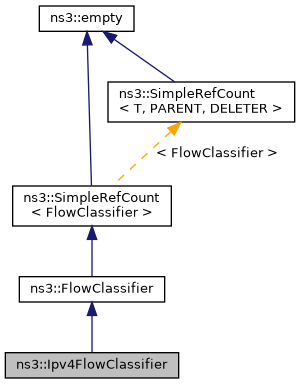 ns3::empty
ns3::SimpleRefCount
< T, PARENT, DELETER >
< FlowClassifier >
ns3::SimpleRefCount
< FlowClassifier >
ns3::FlowClassifier
ns3::Ipv4FlowClassifier